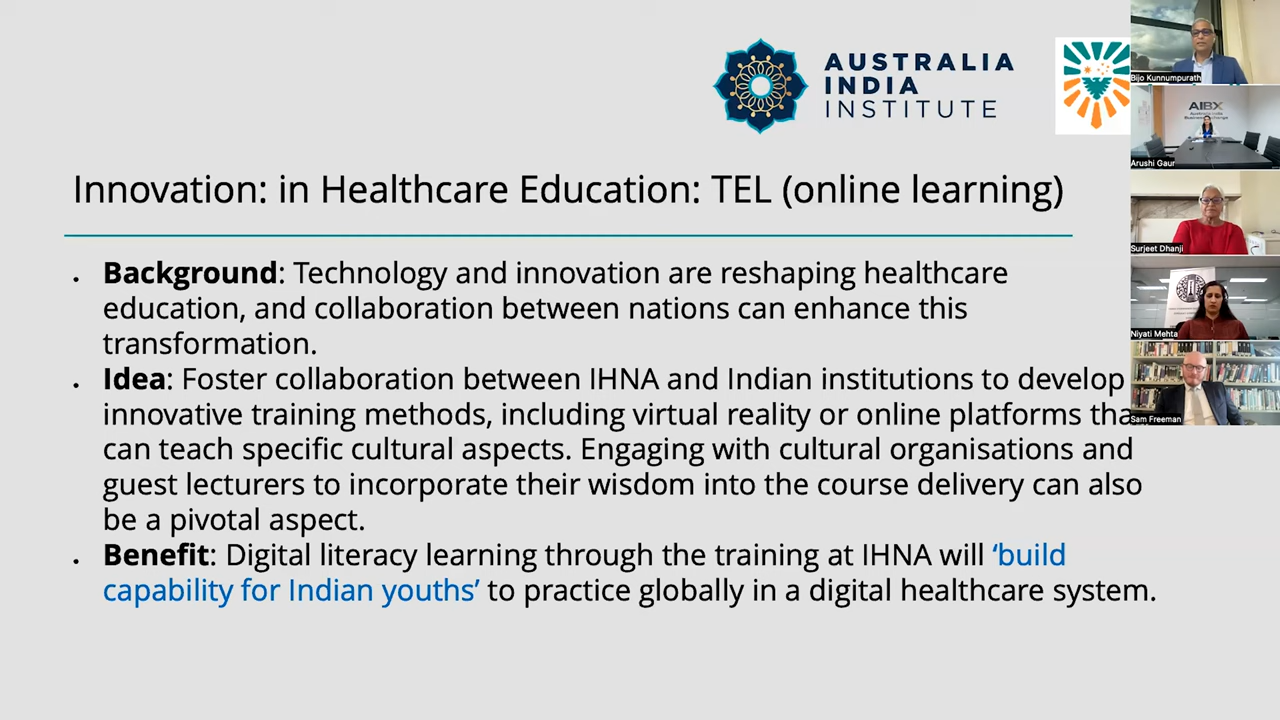 AUSTRALIA
INDIA
INSTITUTE
Innovation: in Healthcare Education: TEL (online learning)
• Background: Technology and innovation are reshaping healthcare
education, and collaboration between nations can enhance this
transformation.
• Idea: Foster collaboration between IHNA and Indian institutions to develop
innovative training methods, including virtual reality or online platforms tha
can teach specific cultural aspects. Engaging with cultural organisations and
guest lecturers to incorporate their wisdom into the course delivery can also
be a pivotal aspect.
• Benefit: Digital literacy learning through the training at IHNA will ‘build
capability for Indian youths’ to practice globally in a digital healthcare system.
Bijo Kunnumpurath
AIBX
Arushi Gaur
Surjeet Dhanji
Niyati Mehta
Sam Freeman